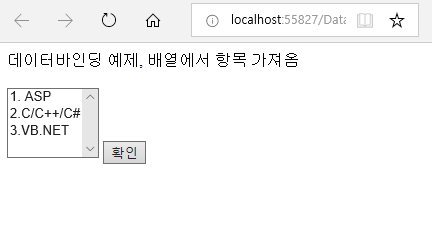 localhost:55827/Data
데이터바인딩 예제, 배열에서 항목 가져옴
1. ASP
2.C/C++/C#
3.VB.NET
확인